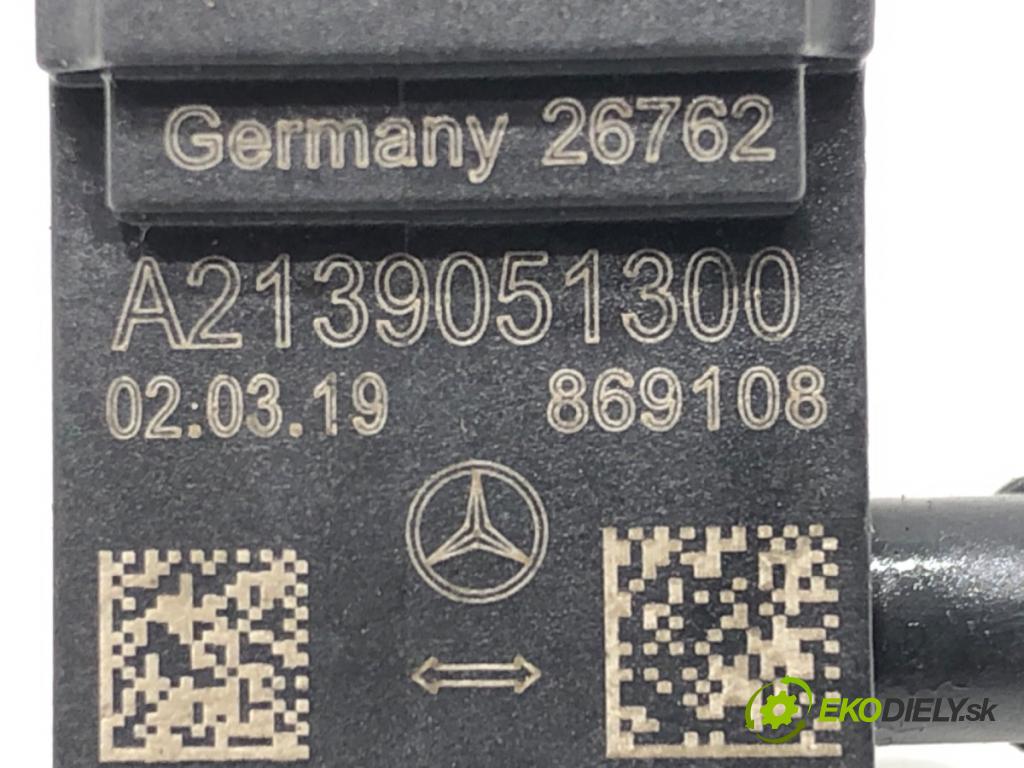 Germany 26762
A2139051300
02.03.19 869108
EKODIELY.sk